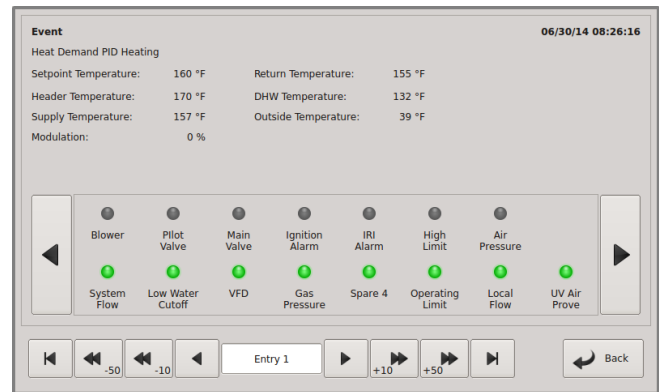 Event 06/30/14 08:26:16
Heat Demand PID Heating
Setpoint Temperature: 160 °F Return Temperature: 155 °F
Header Temperature: 170 °F DHW Temperature: 132 °F
Supply Temperature: 157 °F Outside Temperature: 39 °F
Modulation: 0 %
Blower PIlot Main Ignition IRI High Air
Valve Valve Alarm Alarm Limit Pressure
System Low Water VFD Gas Spare 4 Operating Local UV Air
Flow Cutoff Pressure Limit Flow Prove
-50 -10 Entry 1 +10 +50 Back